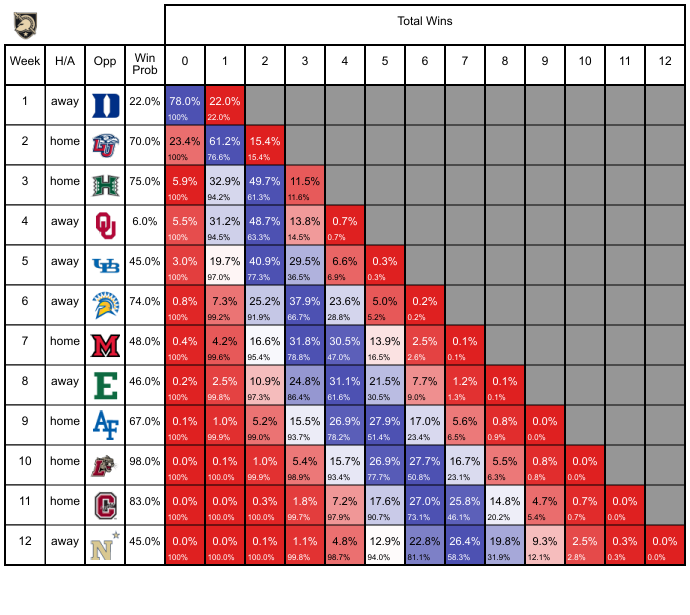 Total Wins
Week H/A Opp Win Prob 0 1 2 3 4 5 6 7 8 9 10 11 12
1 away D 22.0% 78.0% 22.0%
100% 22.0%
2 home LU 70.0% 23.4% 61.2% 15.4%
100% 76.6% 15.4%
3 home H 75.0% 5.9% 32.9% 49.7% 11.5%
100% 94.2% 61.3% 11.6%
4 away OU 6.0% 5.5% 31.2% 48.7% 13.8% 0.7%
100% 94.5% 63.3% 14.5% 0.7%
5 away UB 45.0% 3.0% 19.7% 40.9% 29.5% 6.6% 0.3%
100% 97.0% 77.3% 36.5% 6.9% 0.3%
6 away 74.0% 0.8% 7.3% 25.2% 37.9% 23.6% 5.0% 0.2%
100% 99.2% 91.9% 66.7% 28.8% 5.2% 0.2%
7 home M 48.0% 0.4% 4.2% 16.6% 31.8% 30.5% 13.9% 2.5% 0.1%
100% 99.6% 95.4% 78.8% 47.0% 16.5% 2.6% 0.1%
8 away E 46.0% 0.2% 2.5% 10.9% 24.8% 31.1% 21.5% 7.7% 1.2% 0.1%
100% 99.8% 97.3% 86.4% 61.6% 30.5% 9.0% 1.3% 0.1%
9 home AF 67.0% 0.1% 1.0% 5.2% 15.5% 26.9% 27.9% 17.0% 5.6% 0.8% 0.0%
100% 99.9% 99.0% 93.7% 78.2% 51.4% 23.4% 6.5% 0.9% 0.0%
10 home 98.0% 0.0% 0.1% 1.0% 5.4% 15.7% 26.9% 27.7% 16.7% 5.5% 0.8% 0.0%
100% 100.0% 99.9% 98.9% 93.4% 77.7% 50.8% 23.1% 6.3% 0.8% 0.0%
11 home C 83.0% 0.0% 0.0% 0.3% 1.8% 7.2% 17.6% 27.0% 25.8% 14.8% 4.7% 0.7% 0.0%
100% 100.0% 100.0% 99.7% 97.9% 90.7% 73.1% 46.1% 20.2% 5.4% 0.7% 0.0%
12 away N 45.0% 0.0% 0.0% 0.1% 1.1% 4.8% 12.9% 22.8% 26.4% 19.8% 9.3% 2.5% 0.3% 0.0%
100% 100.0% 100.0% 99.8% 98.7% 94.0% 81.1% 58.3% 31.9% 12.1% 2.8% 0.3% 0.0%